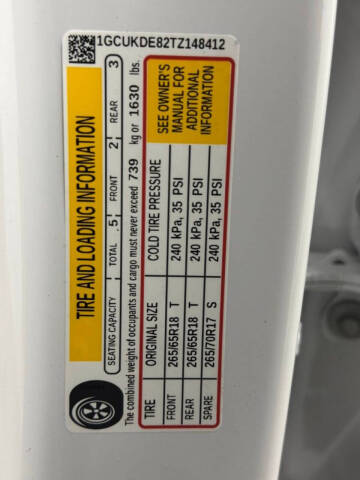 1GCUKDE82TZ148412
TIRE AND LOADING INFORMATION
SEATING CAPACITY TOTAL 5 FRONT 2 REAR 3
The combined weight of occupants and cargo must never exceed 739 kg or 1630 lbs.
TIRE ORIGINAL SIZE COLD TIRE PRESSURE
FRONT 265/65R18 T 240 kPa, 35 PSI
REAR 265/65R18 T 240 kPa, 35 PSI
SPARE 265/70R17 S 240 kPa, 35 PSI
SEE OWNER'S
MANUAL FOR
ADDITIONAL
INFORMATION